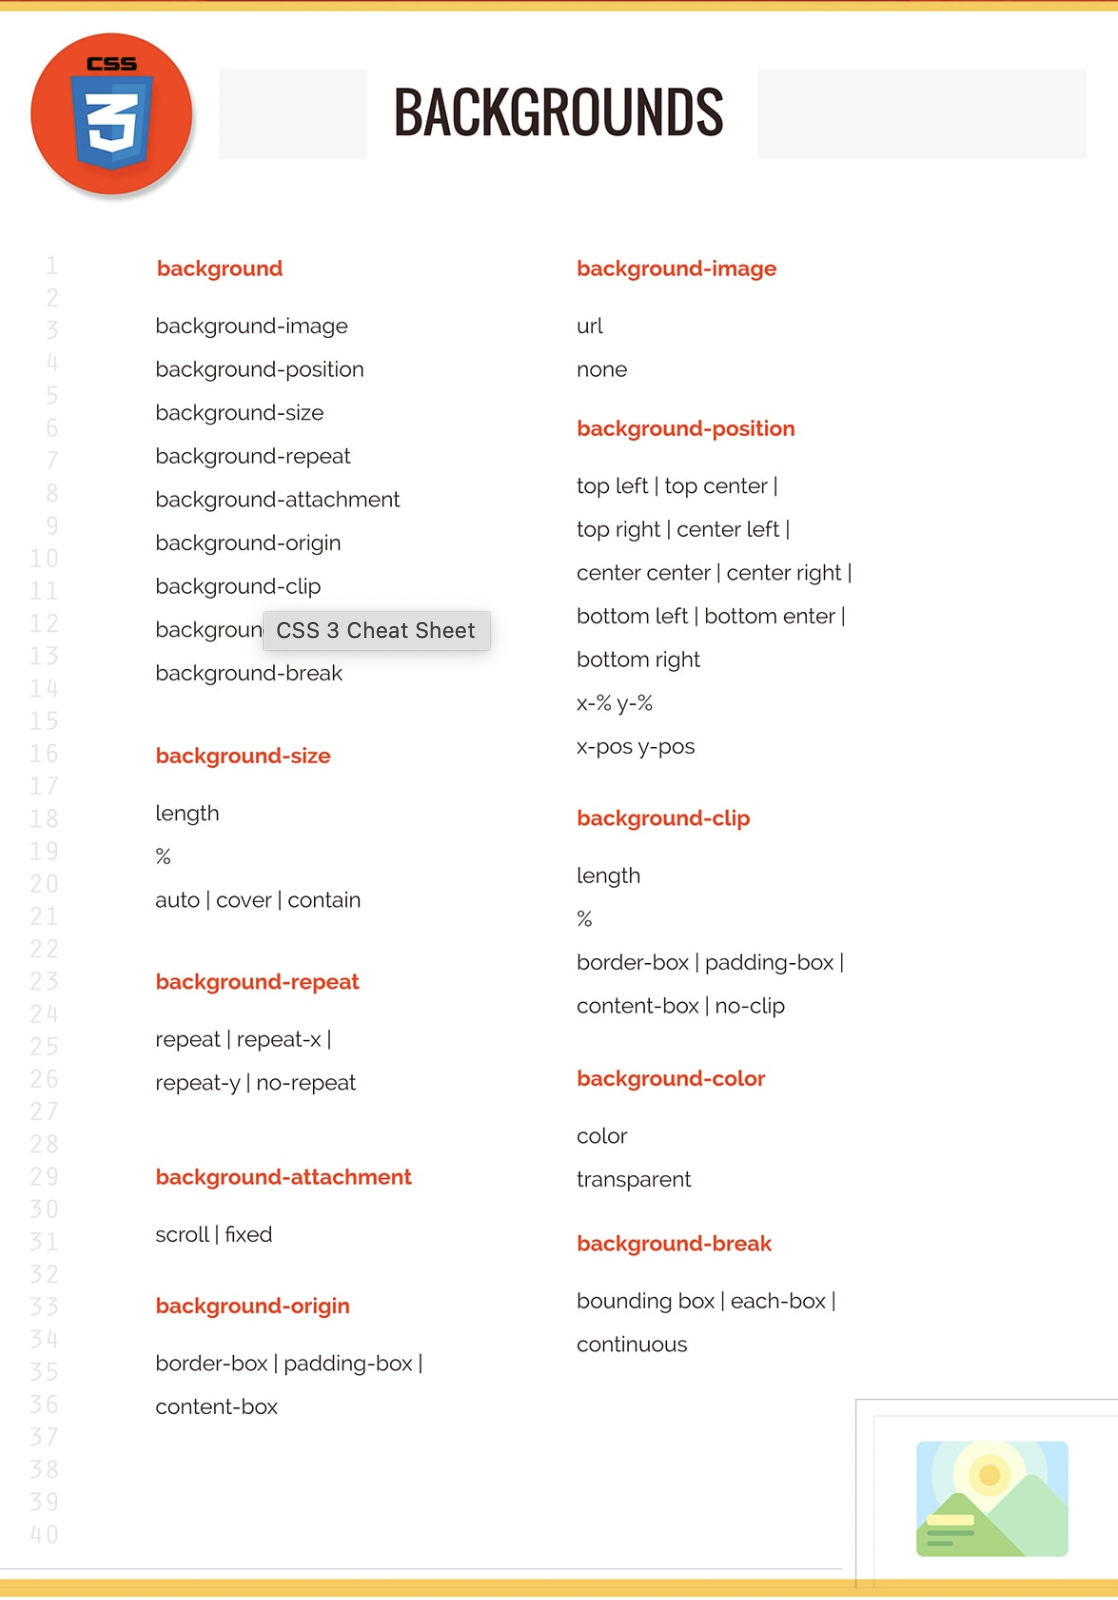 CSS
3
BACKGROUNDS
1
2
3
4
5
6
7
8
9
10
11
12
13
14
15
16
17
18
19
20
21
22
23
24
25
26
27
28
29
30
31
32
33
34
35
36
37
38
39
40
background
background-image
background-position
background-size
background-repeat
background-attachment
background-origin
background-clip
CSS 3 Cheat Sheet
background-break
background-size
length
%
auto | cover | contain
background-repeat
repeat | repeat-x |
repeat-y | no-repeat
background-attachment
scroll | fixed
background-origin
border-box | padding-box |
content-box
background-image
url
none
background-position
top left | top center |
top right | center left |
center center | center right |
bottom left | bottom enter |
bottom right
x-% y-%
x-pos y-pos
background-clip
length
%
border-box | padding-box |
content-box | no-clip
background-color
color
transparent
background-break
bounding box | each-box |
continuous